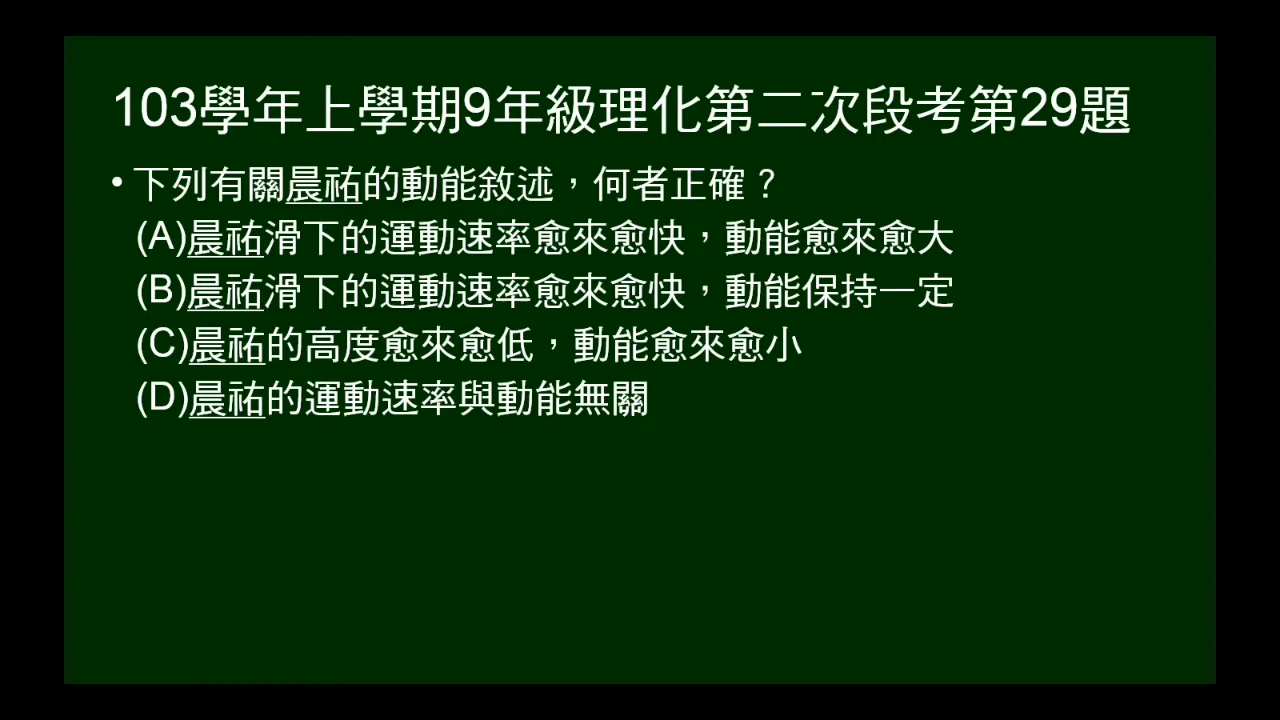 103學年上學期9年級理化第二次段考第29題
•下列有關晨祐的動能敘述，何者正確？
(A)晨祐滑下的運動速率愈來愈快，動能愈來愈大
(B)晨祐滑下的運動速率愈來愈快，動能保持一定
(C)晨祐的高度愈來愈低，動能愈來愈小
(D)晨祐的運動速率與動能無關